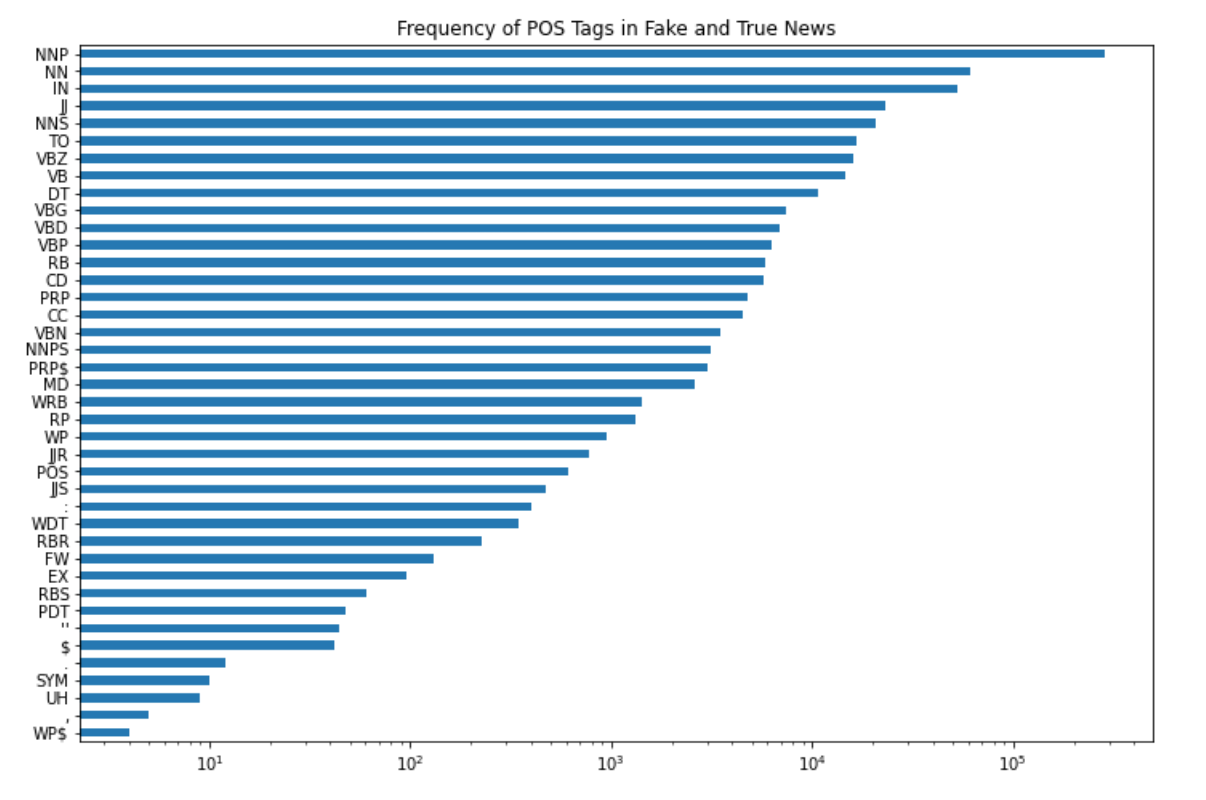 Frequency of POS Tags in Fake and True News
NNP
NN
IN
JJ
NNS
TO
VBZ
VB
DT
VBG
VBD
VBP
RB
CD
PRP
CC
VBN
NNPS
PRP$
MD
WRB
RP
WP
JJR
POS
JJS
:
WDT
RBR
FW
EX
RBS
PDT
''
$
.
SYM
UH
,
WP$
10¹ 10² 10³ 10⁴ 10⁵